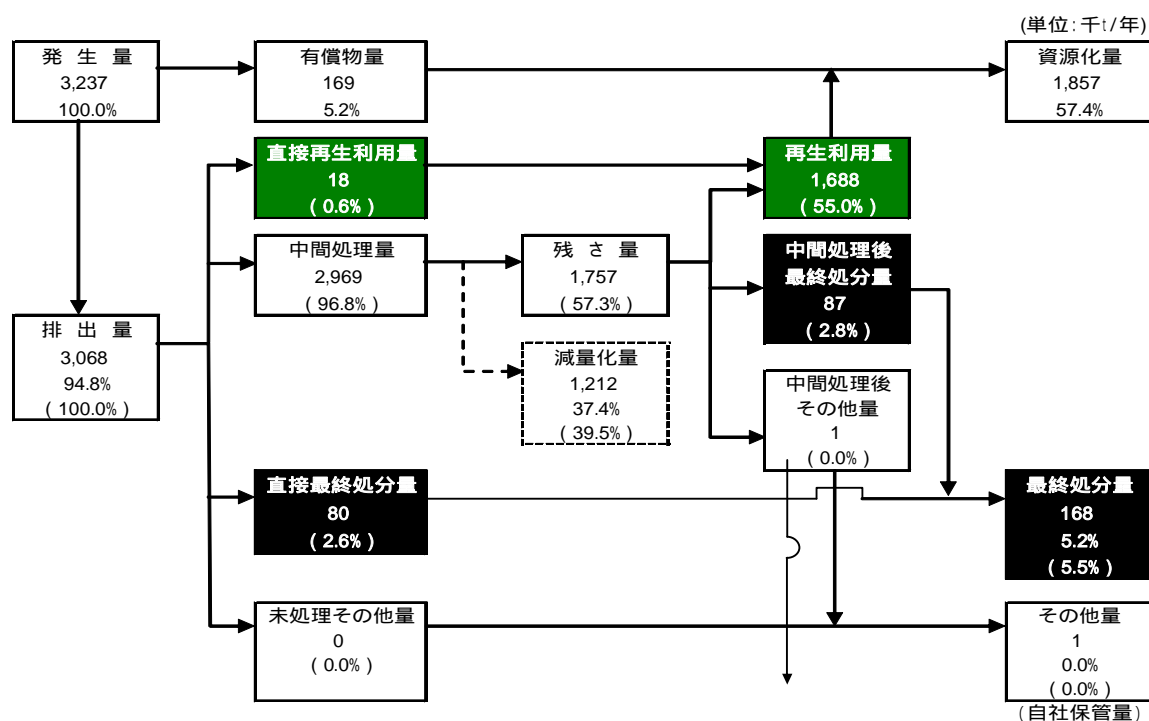 (単位:千t/年)
発 生 量
3,237
100.0%
有償物量
169
5.2%
資源化量
1,857
57.4%
直接再生利用量
18
( 0.6% )
再生利用量
1,688
( 55.0% )
中間処理量
2,969
( 96.8% )
残 さ 量
1,757
( 57.3% )
中間処理後
最終処分量
87
( 2.8% )
排 出 量
3,068
94.8%
( 100.0% )
減量化量
1,212
37.4%
( 39.5% )
中間処理後
その他量
1
( 0.0% )
直接最終処分量
80
( 2.6% )
最終処分量
168
5.2%
( 5.5% )
未処理その他量
0
( 0.0% )
その他量
1
0.0%
( 0.0% )
(自社保管量)